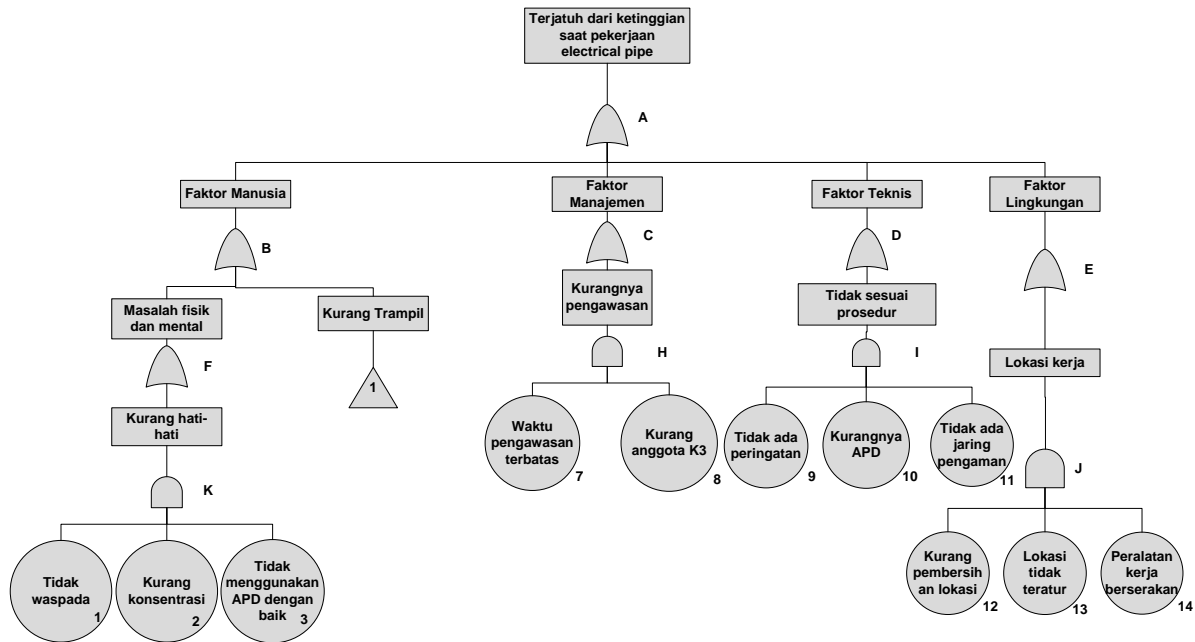 Terjatuh dari ketinggian
saat pekerjaan
electrical pipe
A
Faktor Manusia
Faktor
Manajemen
Faktor Teknis
Faktor
Lingkungan
B
C
D
E
Masalah fisik
dan mental
Kurang Trampil
Kurangnya
pengawasan
Tidak sesuai
prosedur
F
1
H
I
Lokasi kerja
Kurang hati-
hati
Waktu
pengawasan
terbatas
7
Kurang
anggota K3
8
Tidak ada
peringatan
9
Kurangnya
APD
10
Tidak ada
jaring
pengaman
11
J
K
Tidak
waspada
1
Kurang
konsentrasi
2
Tidak
menggunakan
APD dengan
baik
3
Kurang
pembersih
an lokasi
12
Lokasi
tidak
teratur
13
Peralatan
kerja
berserakan
14